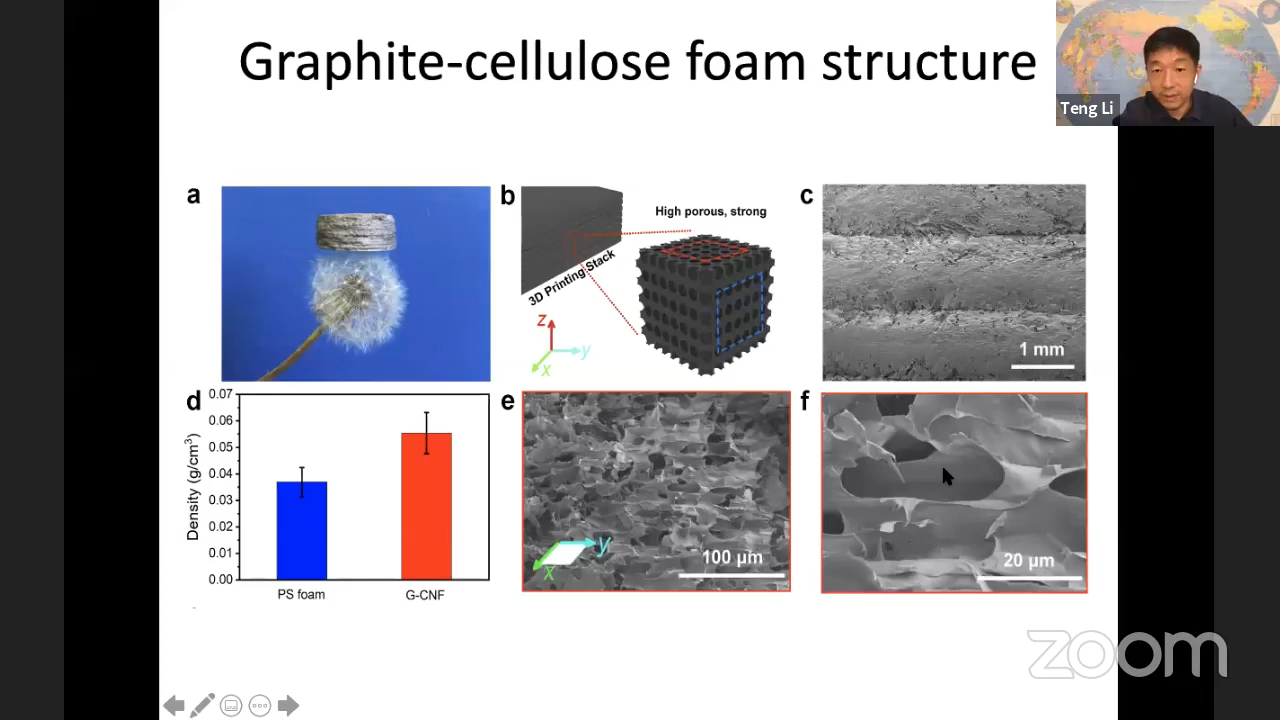 Graphite-cellulose foam structure
Teng Li
a
b
High porous, strong
3D Printing Stack
z
y
x
c
1 mm
d
Density (g/cm³)
0.07
0.06
0.05
0.04
0.03
0.02
0.01
0.00
PS foam
G-CNF
e
y
x
100 µm
f
20 µm
zoom